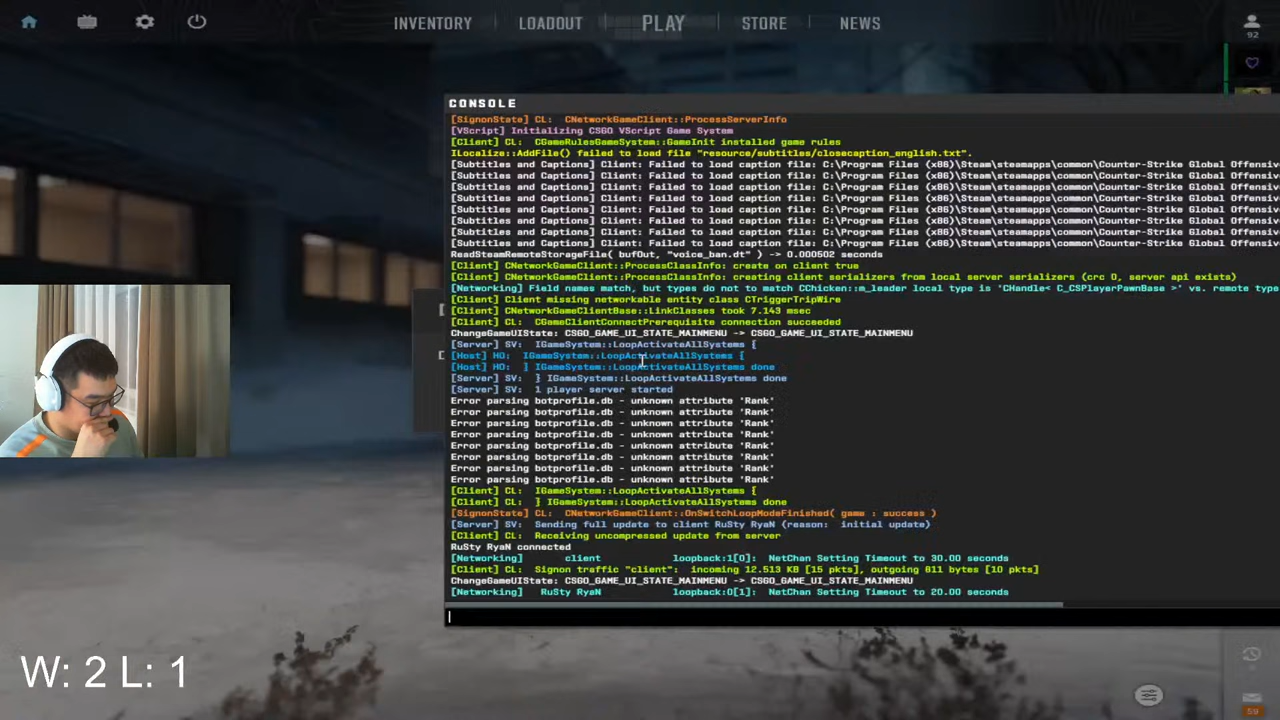 INVENTORY
LOADOUT
PLAY
STORE
NEWS
92
CONSOLE
[SignonState] CL:  CNetworkGameClient::ProcessServerInfo
[VScript] Initializing CSGO VScript Game System
[Client] CL:  CGameRulesGameSystem::GameInit installed game rules
ILocalize::AddFile() failed to load file "resource/subtitles/closecaption_english.txt".
[Subtitles and Captions] Client: Failed to load caption file: C:\Program Files (x86)\Steam\steamapps\common\Counter-Strike Global Offensiv
[Subtitles and Captions] Client: Failed to load caption file: C:\Program Files (x86)\Steam\steamapps\common\Counter-Strike Global Offensiv
[Subtitles and Captions] Client: Failed to load caption file: C:\Program Files (x86)\Steam\steamapps\common\Counter-Strike Global Offensiv
[Subtitles and Captions] Client: Failed to load caption file: C:\Program Files (x86)\Steam\steamapps\common\Counter-Strike Global Offensiv
[Subtitles and Captions] Client: Failed to load caption file: C:\Program Files (x86)\Steam\steamapps\common\Counter-Strike Global Offensiv
[Subtitles and Captions] Client: Failed to load caption file: C:\Program Files (x86)\Steam\steamapps\common\Counter-Strike Global Offensiv
[Subtitles and Captions] Client: Failed to load caption file: C:\Program Files (x86)\Steam\steamapps\common\Counter-Strike Global Offensiv
[Subtitles and Captions] Client: Failed to load caption file: C:\Program Files (x86)\Steam\steamapps\common\Counter-Strike Global Offensiv
ReadSteamRemoteStorageFile( bufOut, "voice_ban.dt" ) -> 0.000502 seconds
[Client] CL:  CNetworkGameClient::ProcessClassInfo: create on client true
[Client] CL:  CNetworkGameClient::ProcessClassInfo: creating client serializers from local server serializers (crc 0, server api exists)
[Networking] Field names match, but types do not to match CChicken::m_leader local type is 'CHandle< C_CSPlayerPawnBase >' vs. remote type
[Client] Client missing networkable entity class CTriggerTripWire
[Client] CNetworkGameClientBase::LinkClasses took 7.143 msec
[Client] CL:  CGameClientConnectPrerequisite connection succeeded
ChangeGameUIState: CSGO_GAME_UI_STATE_MAINMENU -> CSGO_GAME_UI_STATE_MAINMENU
[Server] SV:  IGameSystem::LoopActivateAllSystems {
[Host] HO:  IGameSystem::LoopActivateAllSystems {
[Host] HO:  } IGameSystem::LoopActivateAllSystems done
[Server] SV:  } IGameSystem::LoopActivateAllSystems done
[Server] SV:  1 player server started
Error parsing botprofile.db - unknown attribute 'Rank'
Error parsing botprofile.db - unknown attribute 'Rank'
Error parsing botprofile.db - unknown attribute 'Rank'
Error parsing botprofile.db - unknown attribute 'Rank'
Error parsing botprofile.db - unknown attribute 'Rank'
Error parsing botprofile.db - unknown attribute 'Rank'
Error parsing botprofile.db - unknown attribute 'Rank'
Error parsing botprofile.db - unknown attribute 'Rank'
[Client] CL:  IGameSystem::LoopActivateAllSystems {
[Client] CL:  } IGameSystem::LoopActivateAllSystems done
[SignonState] CL:  CNetworkGameClient::OnSwitchLoopModeFinished( game : success )
[Server] SV:  Sending full update to client RuSty RyaN (reason:  initial update)
[Client] CL:  Receiving uncompressed update from server
RuSty RyaN connected
[Networking]     client        loopback:1[0]:  NetChan Setting Timeout to 30.00 seconds
[Client] CL:  Signon traffic "client":  incoming 12.513 KB [15 pkts], outgoing 811 bytes [10 pkts]
ChangeGameUIState: CSGO_GAME_UI_STATE_MAINMENU -> CSGO_GAME_UI_STATE_MAINMENU
[Networking]   RuSty RyaN     loopback:0[1]:  NetChan Setting Timeout to 20.00 seconds
W: 2 L: 1
59